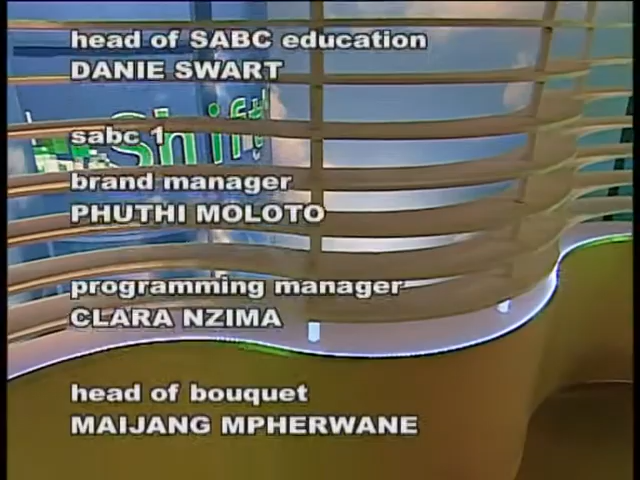 head of SABC education
DANIE SWART
sabc 1
brand manager
PHUTHI MOLOTO
programming manager
CLARA NZIMA
head of bouquet
MAIJANG MPHERWANE
Shift